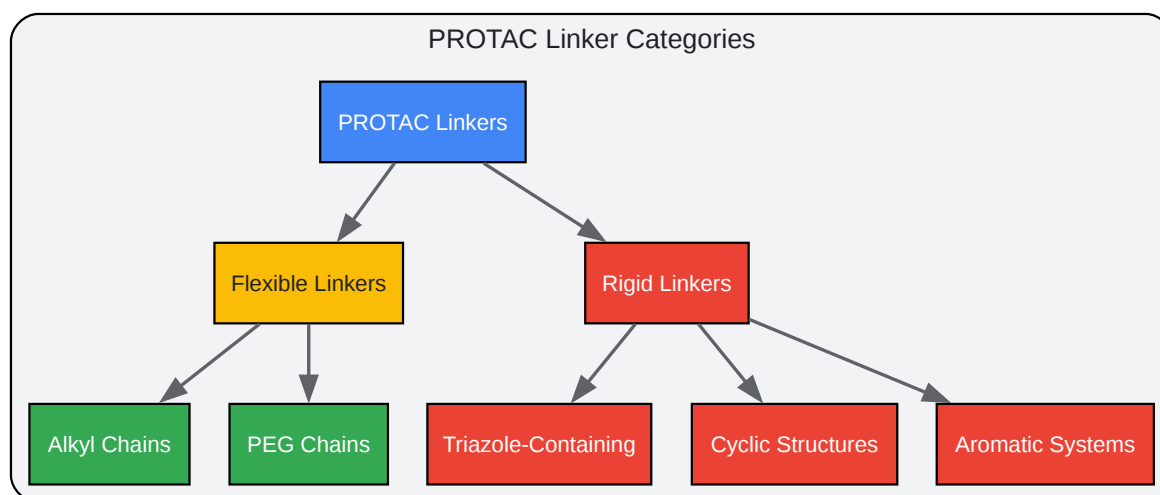 PROTAC Linker Categories
PROTAC Linkers
Flexible Linkers
Rigid Linkers
Alkyl Chains
PEG Chains
Triazole-Containing
Cyclic Structures
Aromatic Systems